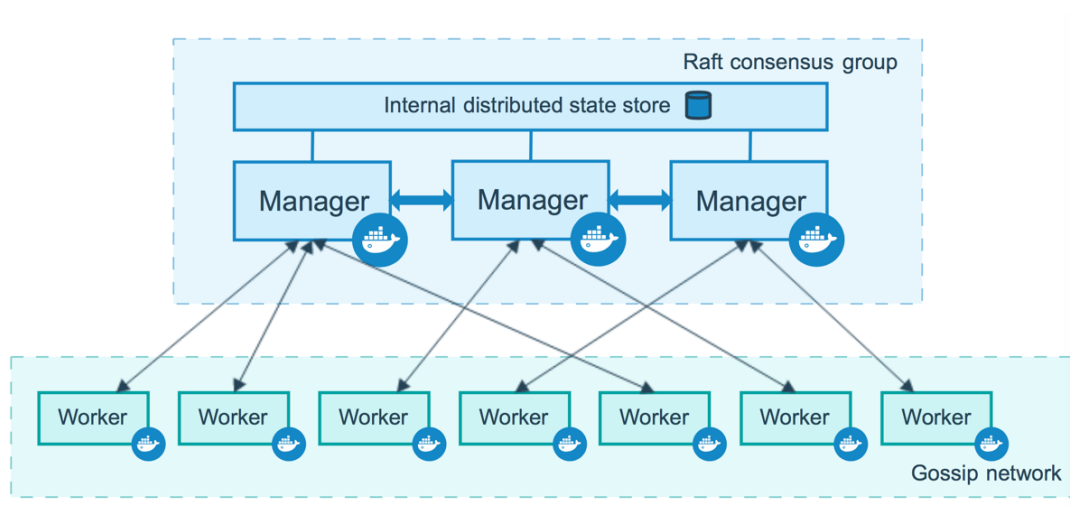 Raft consensus group
Internal distributed state store
Manager
Manager
Manager
Worker
Worker
Worker
Worker
Worker
Worker
Worker
Gossip network